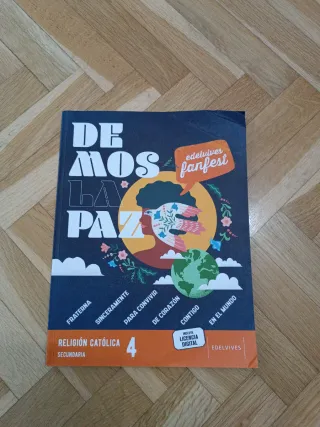 DE
MOS
LA
PAZ
edelvives
fanfest
FRATERNA
SINCERAMENTE
PARA CONVIVIR
DE CORAZÓN
CONTIGO
EN EL MUNDO
RELIGIÓN CATÓLICA 4
SECUNDARIA
LICENCIA
DIGITAL
EDELVIVES